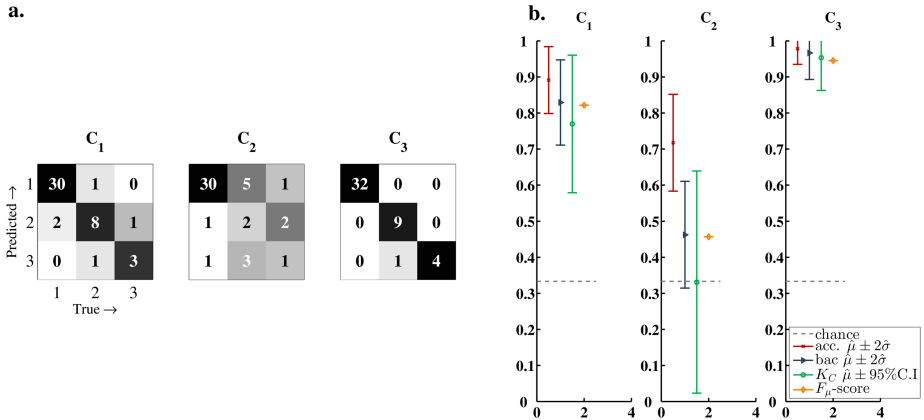 a.
C1
C2
C3
Predicted →
1
2
3
30 1 0
2 8 1
0 1 3
30 5 1
1 2 2
1 3 1
32 0 0
0 9 0
0 1 4
1 2 3
True →
b.
C1
C2
C3
1
0.9
0.8
0.7
0.6
0.5
0.4
0.3
0.2
0.1
0
0 2 4
1
0.9
0.8
0.7
0.6
0.5
0.4
0.3
0.2
0.1
0
0 2 4
1
0.9
0.8
0.7
0.6
0.5
0.4
0.3
0.2
0.1
0
0 2 4
chance
acc. μ̂ ± 2σ̂
bac μ̂ ± 2σ̂
K_C μ̂ ± 95%C.I
F_μ-score